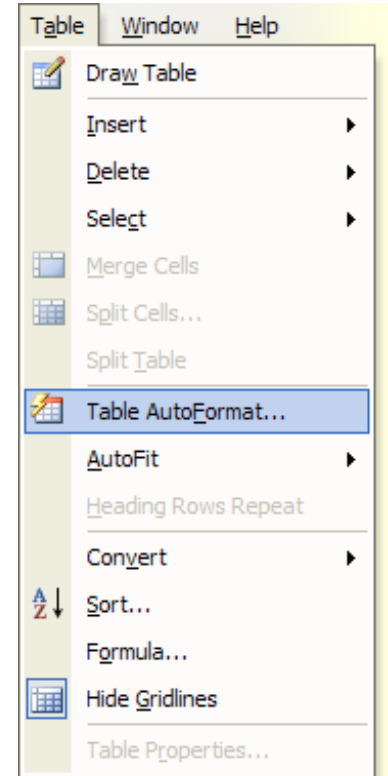 Table Window Help
Draw Table
Insert
Delete
Select
Merge Cells
Split Cells...
Split Table
Table AutoFormat...
AutoFit
Heading Rows Repeat
Convert
Sort...
Formula...
Hide Gridlines
Table Properties...